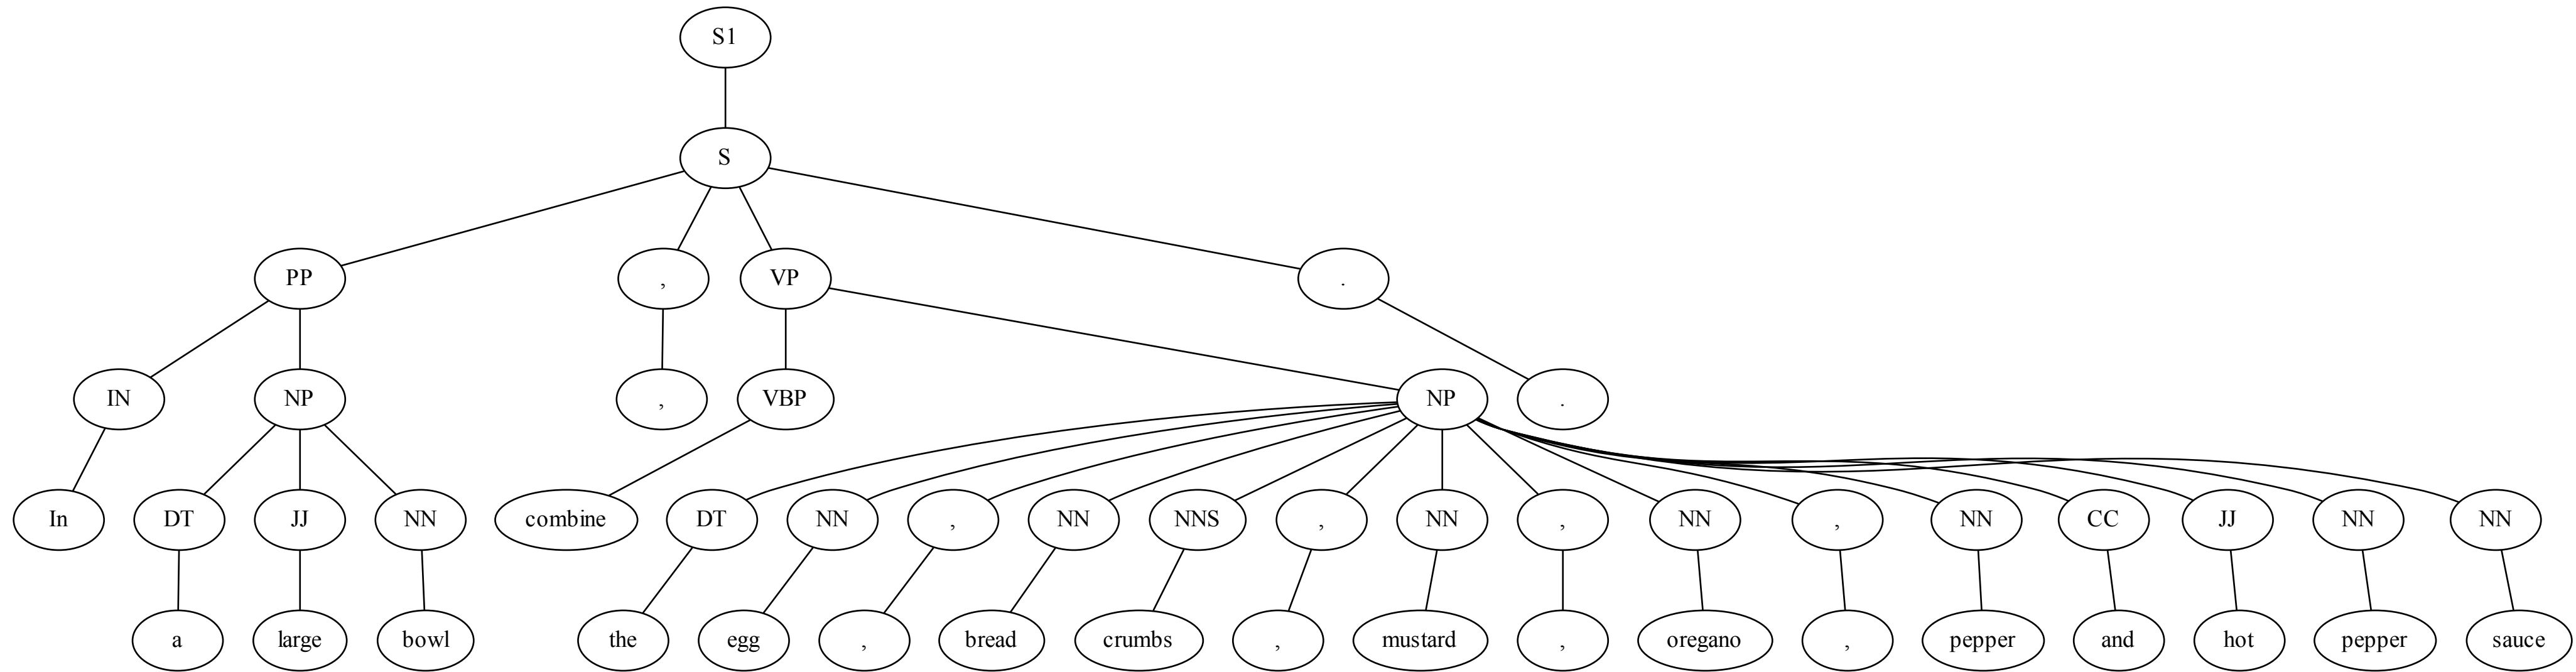 S1
S
PP , VP .
IN NP , VBP NP .
In DT JJ NN combine DT NN , NN NNS , NN , NN , NN CC JJ NN NN
a large bowl the egg , bread crumbs , mustard , oregano , pepper and hot pepper sauce